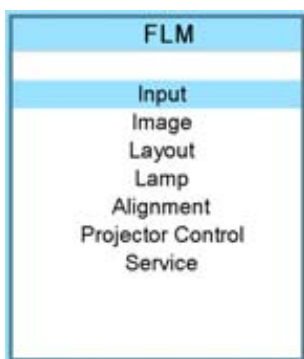 FLM
Input
Image
Layout
Lamp
Alignment
Projector Control
Service